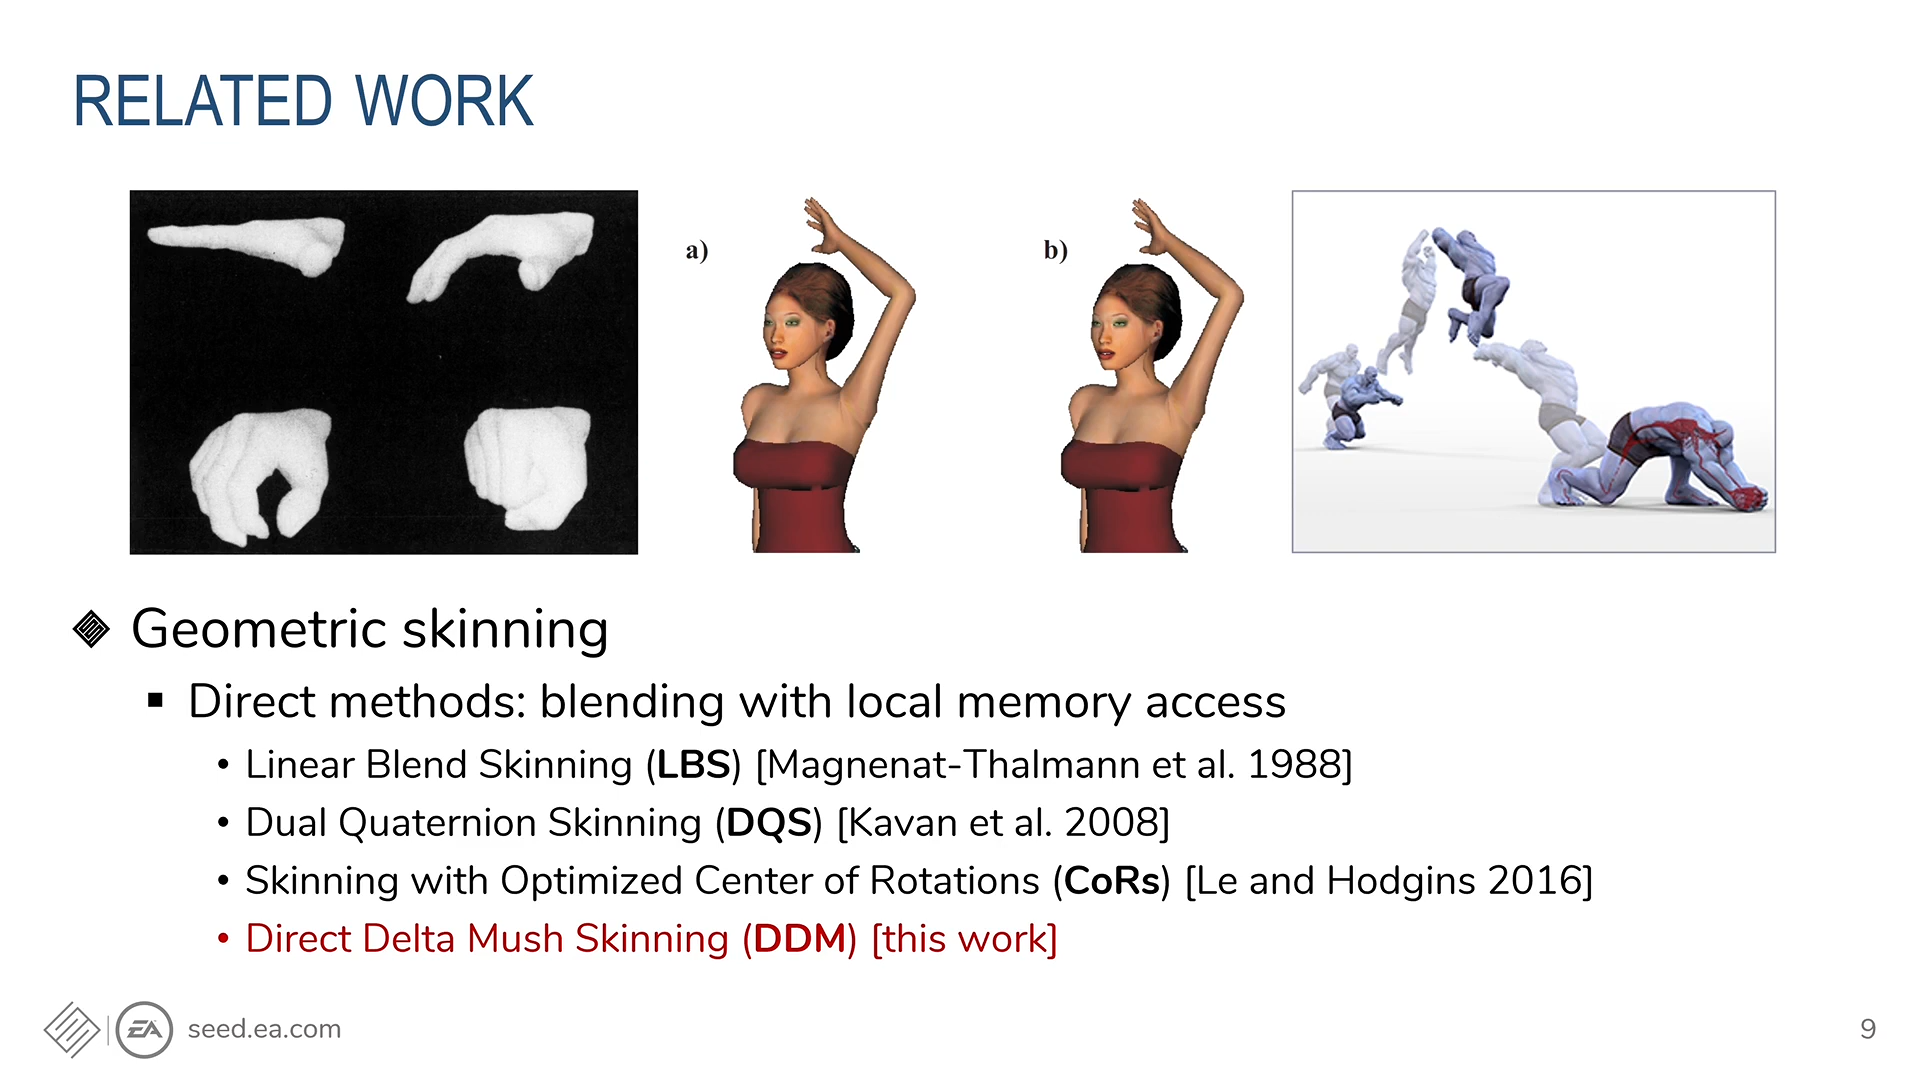 RELATED WORK
a)
b)
Geometric skinning
▪ Direct methods: blending with local memory access
• Linear Blend Skinning (LBS) [Magnenat-Thalmann et al. 1988]
• Dual Quaternion Skinning (DQS) [Kavan et al. 2008]
• Skinning with Optimized Center of Rotations (CoRs) [Le and Hodgins 2016]
• Direct Delta Mush Skinning (DDM) [this work]
EA
seed.ea.com
9